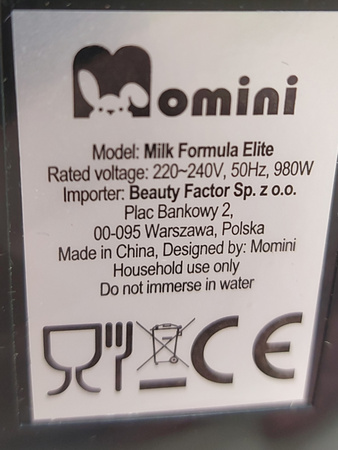 Momini
Model: Milk Formula Elite
Rated voltage: 220~240V, 50Hz, 980W
Importer: Beauty Factor Sp. z o.o.
Plac Bankowy 2,
00-095 Warszawa, Polska
Made in China, Designed by: Momini
Household use only
Do not immerse in water
CE